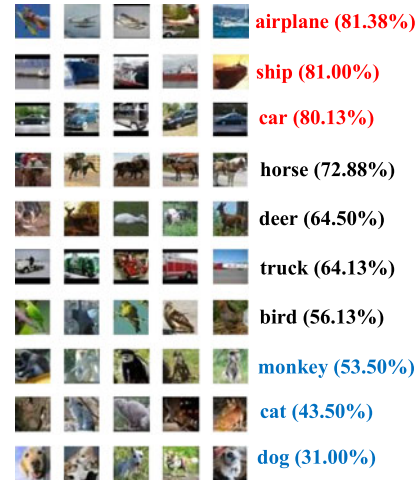 airplane (81.38%)
ship (81.00%)
car (80.13%)
horse (72.88%)
deer (64.50%)
truck (64.13%)
bird (56.13%)
monkey (53.50%)
cat (43.50%)
dog (31.00%)